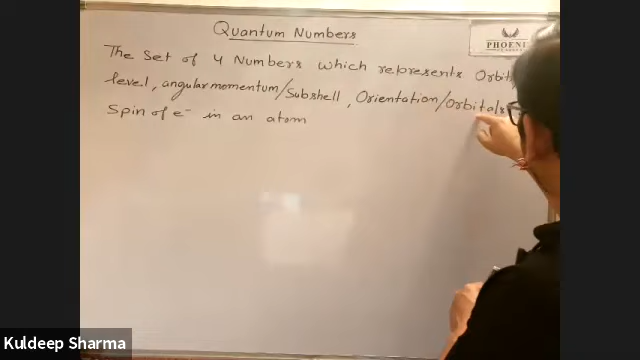 Quantum Numbers
PHOENIX
The Set of 4 Numbers which represents Orbit
level, angular momentum/Subshell, Orientation/Orbitals
Spin of e⁻ in an atom
Kuldeep Sharma